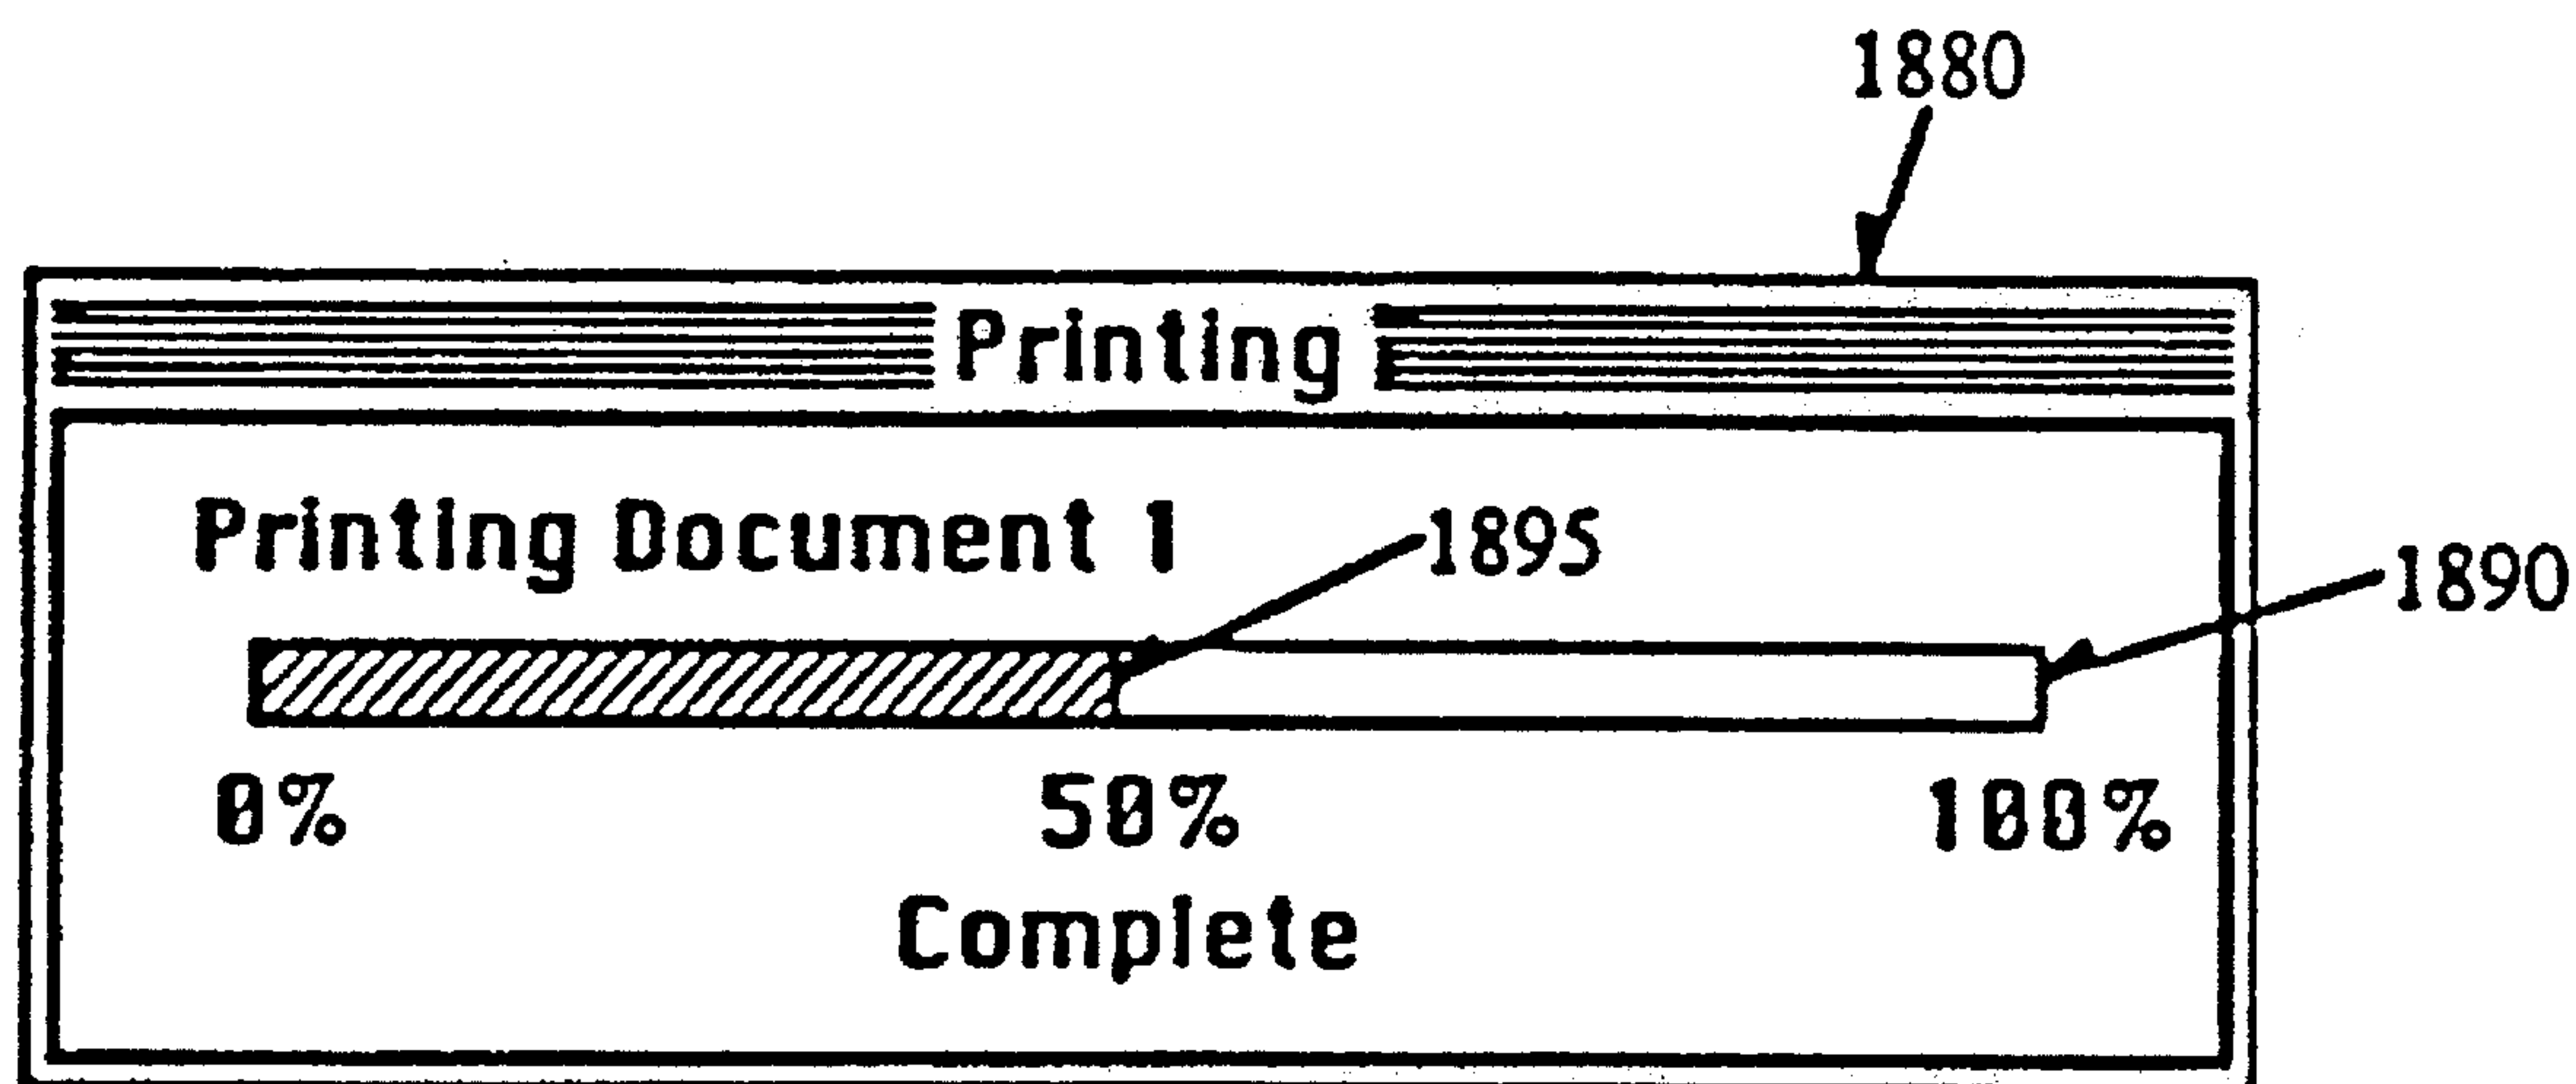 1880
Printing
Printing Document 1
1895
1890
0% 50% 100%
Complete